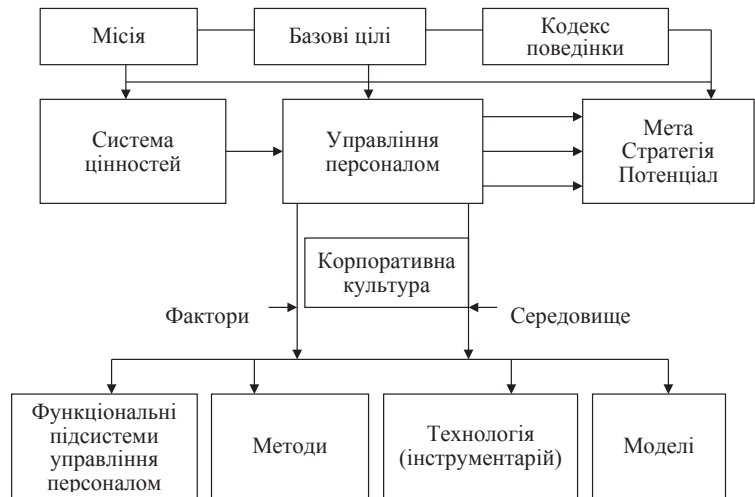 Місія
Базові цілі
Кодекс
поведінки
Система
цінностей
Управління
персоналом
Мета
Стратегія
Потенціал
Корпоративна
культура
Фактори
Середовище
Функціональні
підсистеми
управління
персоналом
Методи
Технологія
(інструментарій)
Моделі